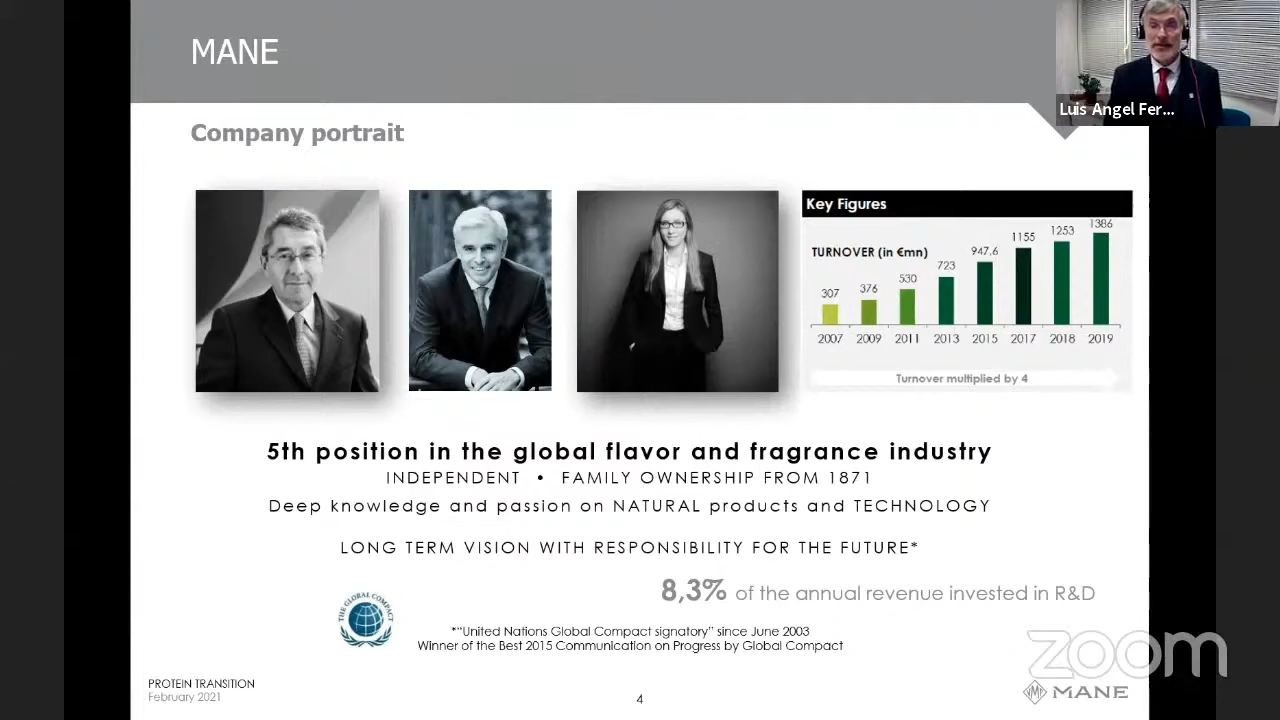 MANE
Luis Angel Fer...
Company portrait
Key Figures
TURNOVER (in €mn)
307
376
530
723
947,6
1155
1253
1386
2007
2009
2011
2013
2015
2017
2018
2019
Turnover multiplied by 4
5th position in the global flavor and fragrance industry
INDEPENDENT • FAMILY OWNERSHIP FROM 1871
Deep knowledge and passion on NATURAL products and TECHNOLOGY
LONG TERM VISION WITH RESPONSIBILITY FOR THE FUTURE*
8,3% of the annual revenue invested in R&D
THE GLOBAL COMPACT
*"United Nations Global Compact signatory" since June 2003
Winner of the Best 2015 Communication on Progress by Global Compact
zoom
PROTEIN TRANSITION
February 2021
4
MANE